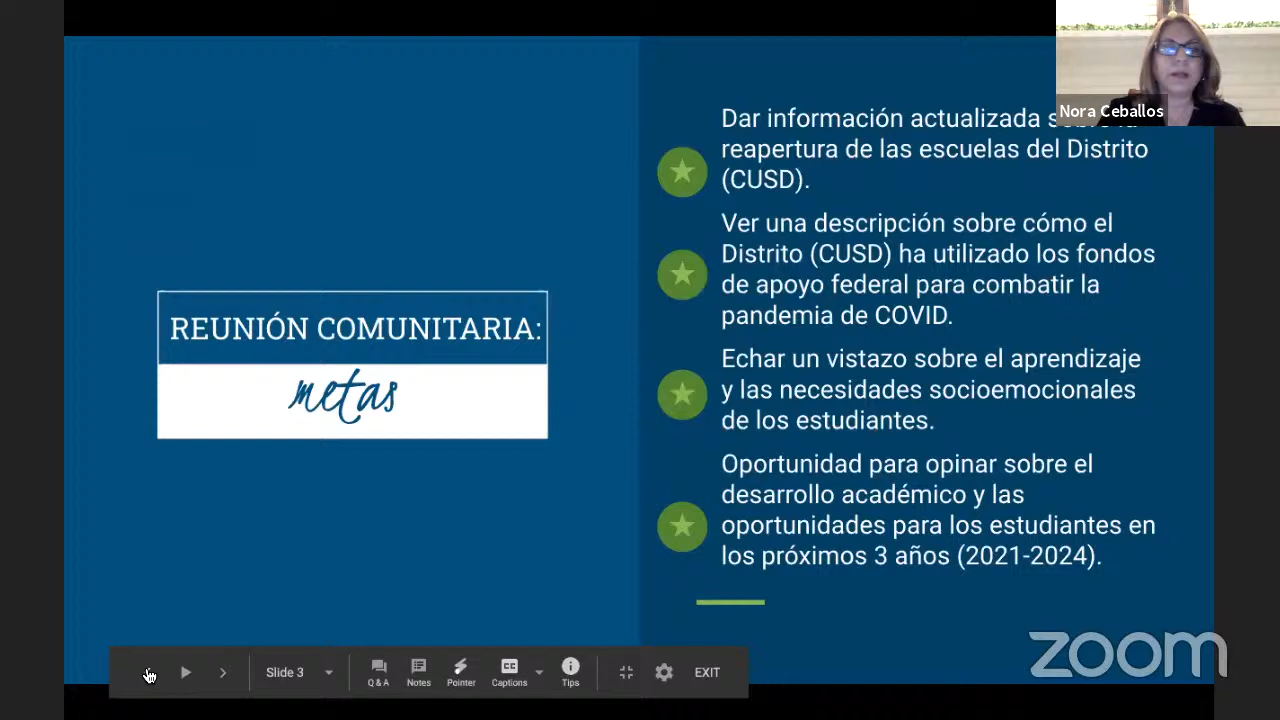 Nora Ceballos
REUNIÓN COMUNITARIA:
metas
Dar información actualizada
reapertura de las escuelas del Distrito
(CUSD).
Ver una descripción sobre cómo el
Distrito (CUSD) ha utilizado los fondos
de apoyo federal para combatir la
pandemia de COVID.
Echar un vistazo sobre el aprendizaje
y las necesidades socioemocionales
de los estudiantes.
Oportunidad para opinar sobre el
desarrollo académico y las
oportunidades para los estudiantes en
los próximos 3 años (2021-2024).
Slide 3
Q & A
Notes
Pointer
Captions
Tips
EXIT
zoom